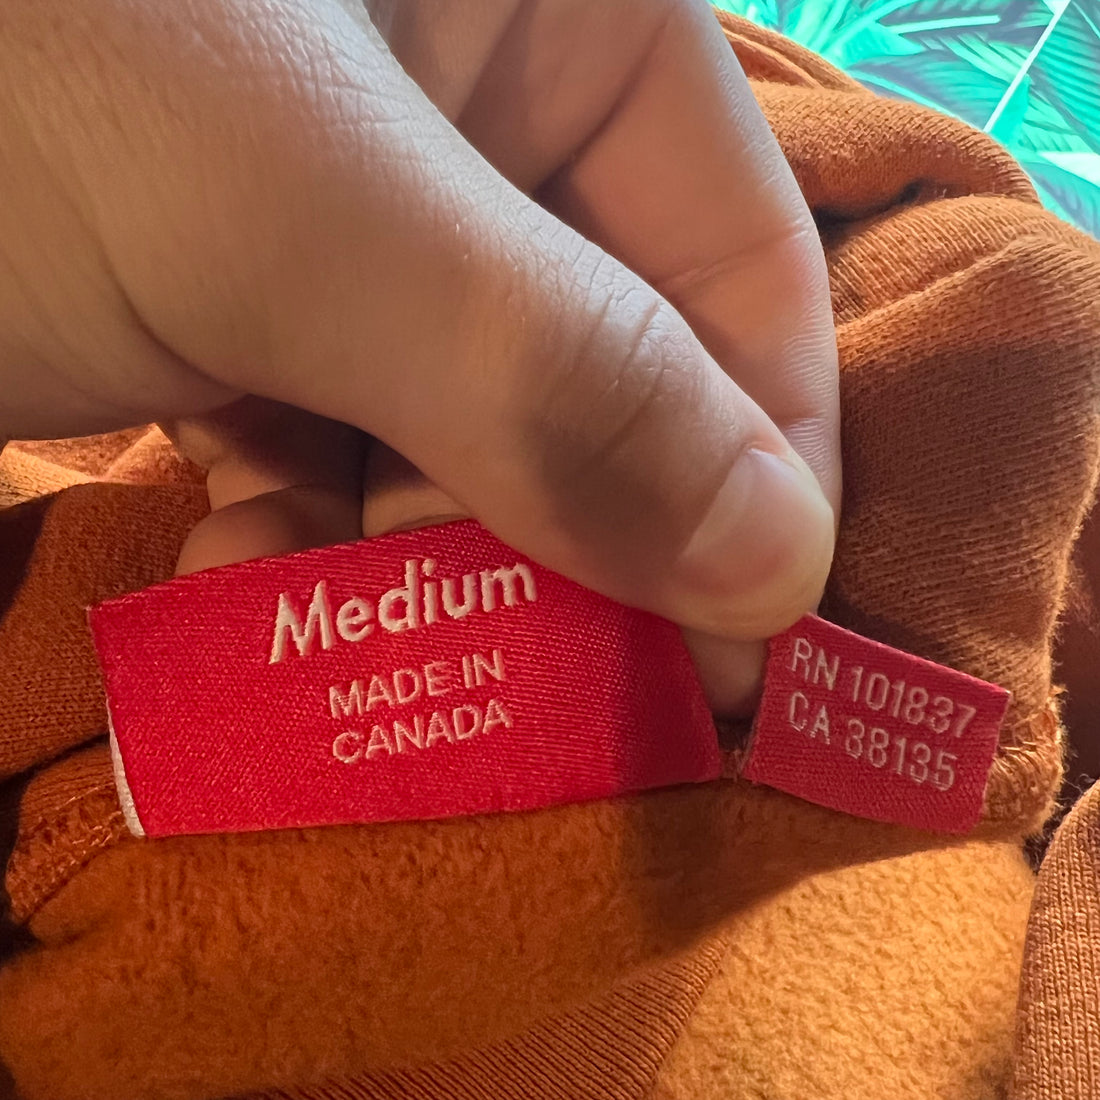 Medium
MADE IN
CANADA
RN 101837
CA 38135